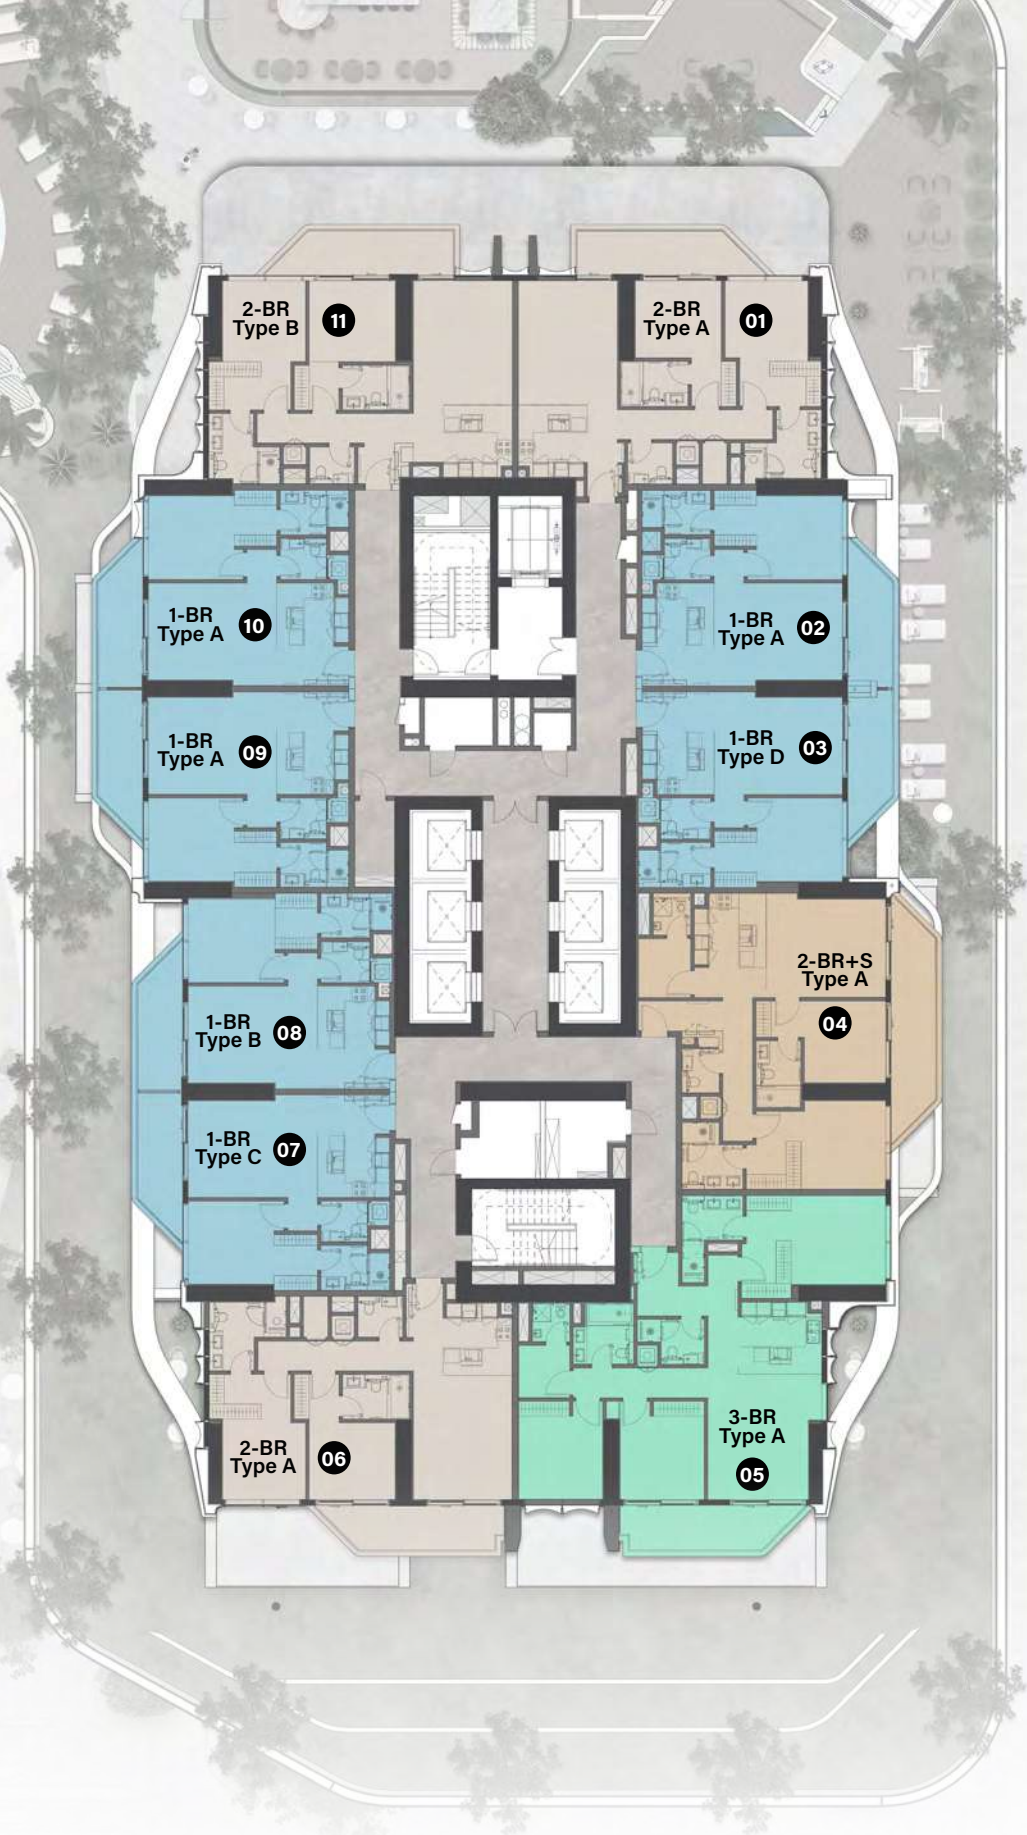 2-BR
Type B
11
2-BR
Type A
01
1-BR
Type A
10
1-BR
Type A
02
1-BR
Type A
09
1-BR
Type D
03
2-BR+S
Type A
04
1-BR
Type B
08
1-BR
Type C
07
3-BR
Type A
05
2-BR
Type A
06